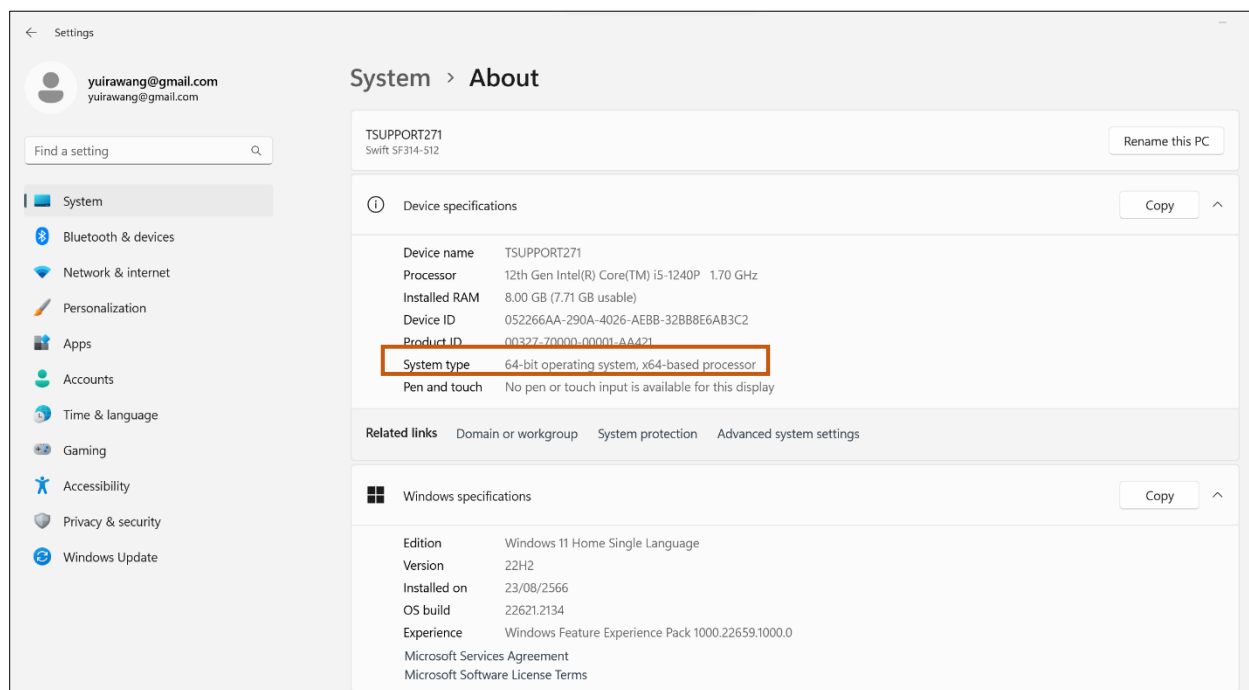 Settings
yuirawang@gmail.com
yuirawang@gmail.com
Find a setting
System
Bluetooth & devices
Network & internet
Personalization
Apps
Accounts
Time & language
Gaming
Accessibility
Privacy & security
Windows Update
System > About
TSUPPORT271
Swift SF314-512
Rename this PC
Device specifications
Copy
Device name TSUPPORT271
Processor 12th Gen Intel(R) Core(TM) i5-1240P 1.70 GHz
Installed RAM 8.00 GB (7.71 GB usable)
Device ID 052266AA-290A-4026-AEBB-32BB8E6AB3C2
Product ID 00327-70000-00001-AA421
System type 64-bit operating system, x64-based processor
Pen and touch No pen or touch input is available for this display
Related links Domain or workgroup System protection Advanced system settings
Windows specifications
Copy
Edition Windows 11 Home Single Language
Version 22H2
Installed on 23/08/2566
OS build 22621.2134
Experience Windows Feature Experience Pack 1000.22659.1000.0
Microsoft Services Agreement
Microsoft Software License Terms